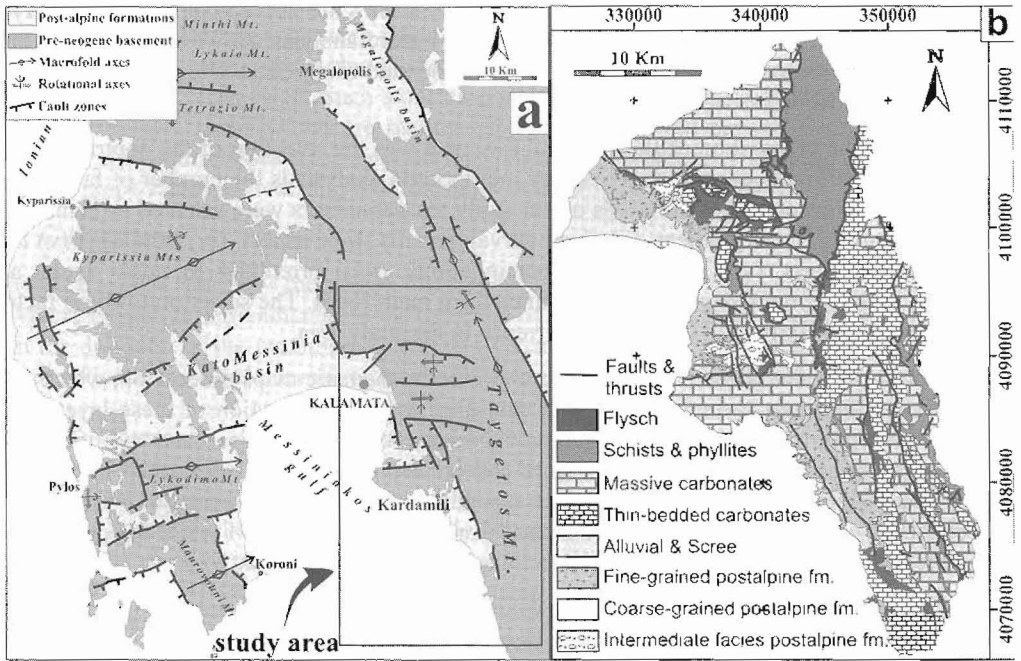 Post-alpine formations
Pre-neogene basement
Macrofold axes
Rotational axes
Fault zones
Minthi Mt.
Lykaio Mt.
Tetrazio Mt.
Megalopolis
Megalopolis basin
N
10 Km
a
Kyparissia
Kyparissia Mts
Kato Messinia
basin
KALAMATA
Messiniakos
gulf
Taygetos Mt.
Kardamili
Pylos
Lykodimo Mt.
Koroni
study area
330000
340000
350000
b
10 Km
N
4110000
4100000
4090000
4080000
4070000
Faults &
thrusts
Flysch
Schists & phyllites
Massive carbonates
Thin-bedded carbonates
Alluvial & Scree
Fine-grained postalpine fm.
Coarse-grained postalpine fm.
Intermediate facies postalpine fm.